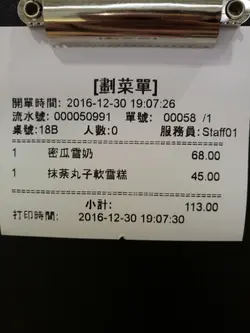 [劃菜單]
開單時間: 2016-12-30 19:07:26
流水號: 000050991 單號: 00058 /1
桌號:18B 人數:0 服務員:Staff01
1 密瓜雪奶 68.00
1 抹茶丸子軟雪糕 45.00
小計: 113.00
打印時間: 2016-12-30 19:07:30